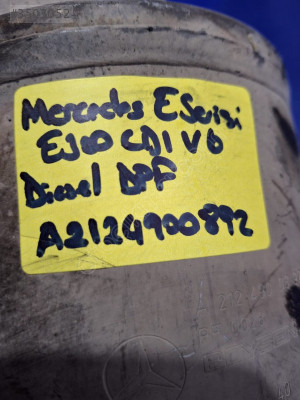 Mercedes E Serisi
E300 CDI V6
Diesel DPF
A2124900892